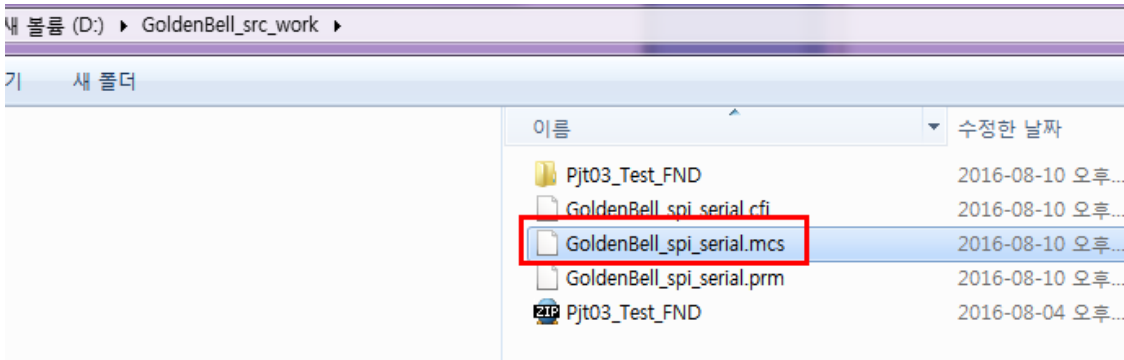 새 볼륨 (D:) ▸ GoldenBell_src_work ▸
기 새 폴더
이름 수정한 날짜
Pjt03_Test_FND 2016-08-10 오후...
GoldenBell_spi_serial.cfi 2016-08-10 오후...
GoldenBell_spi_serial.mcs 2016-08-10 오후...
GoldenBell_spi_serial.prm 2016-08-10 오후...
ZIP Pjt03_Test_FND 2016-08-04 오후...